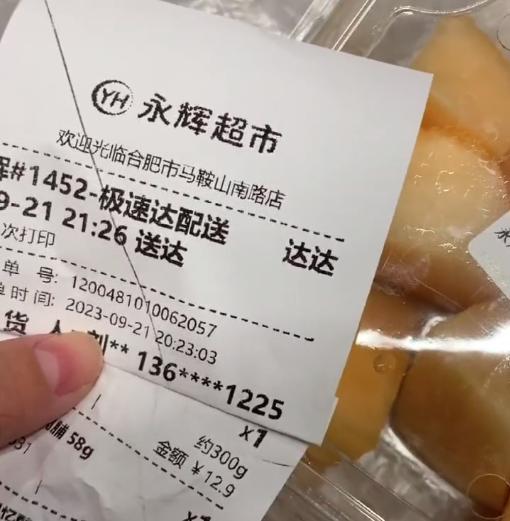 YH 永辉超市
欢迎光临合肥市马鞍山南路店
辉#1452-极速达配送 达达
9-21 21:26 送达
次打印
单 号: 1200481010062057
时间: 2023-09-21 20:23:03
货 人 刘** 136****1225
x1
约300g
脯 58g 金额 ¥12.9